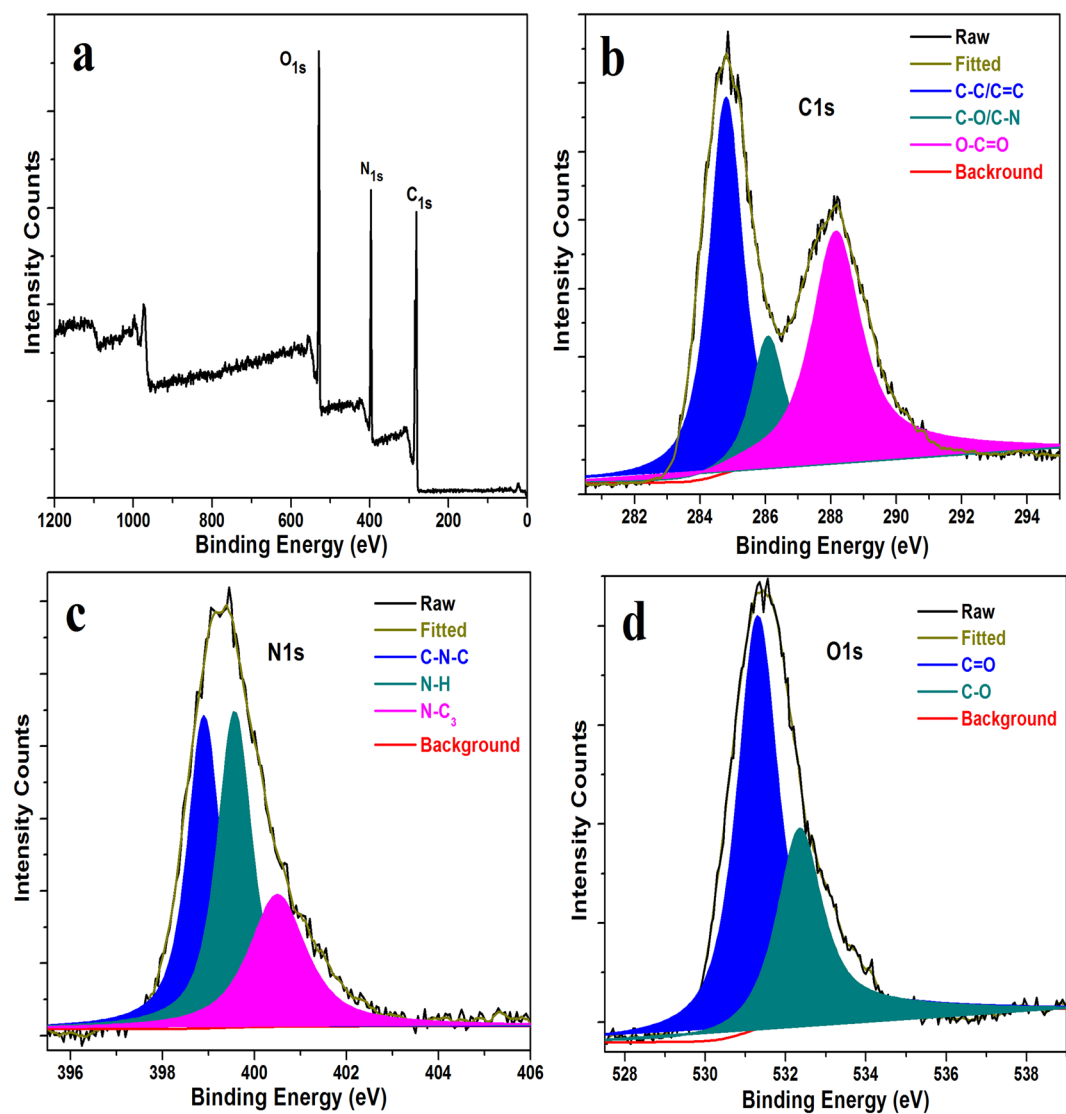 a
O1s
N1s
C1s
Intensity Counts
1200 1000 800 600 400 200 0
Binding Energy (eV)
b
C1s
Raw
Fitted
C-C/C=C
C-O/C-N
O-C=O
Backround
Intensity Counts
282 284 286 288 290 292 294
Binding Energy (eV)
c
N1s
Raw
Fitted
C-N-C
N-H
N-C3
Background
Intensity Counts
396 398 400 402 404 406
Binding Energy (eV)
d
O1s
Raw
Fitted
C=O
C-O
Background
Intensity Counts
528 530 532 534 536 538
Binding Energy (eV)